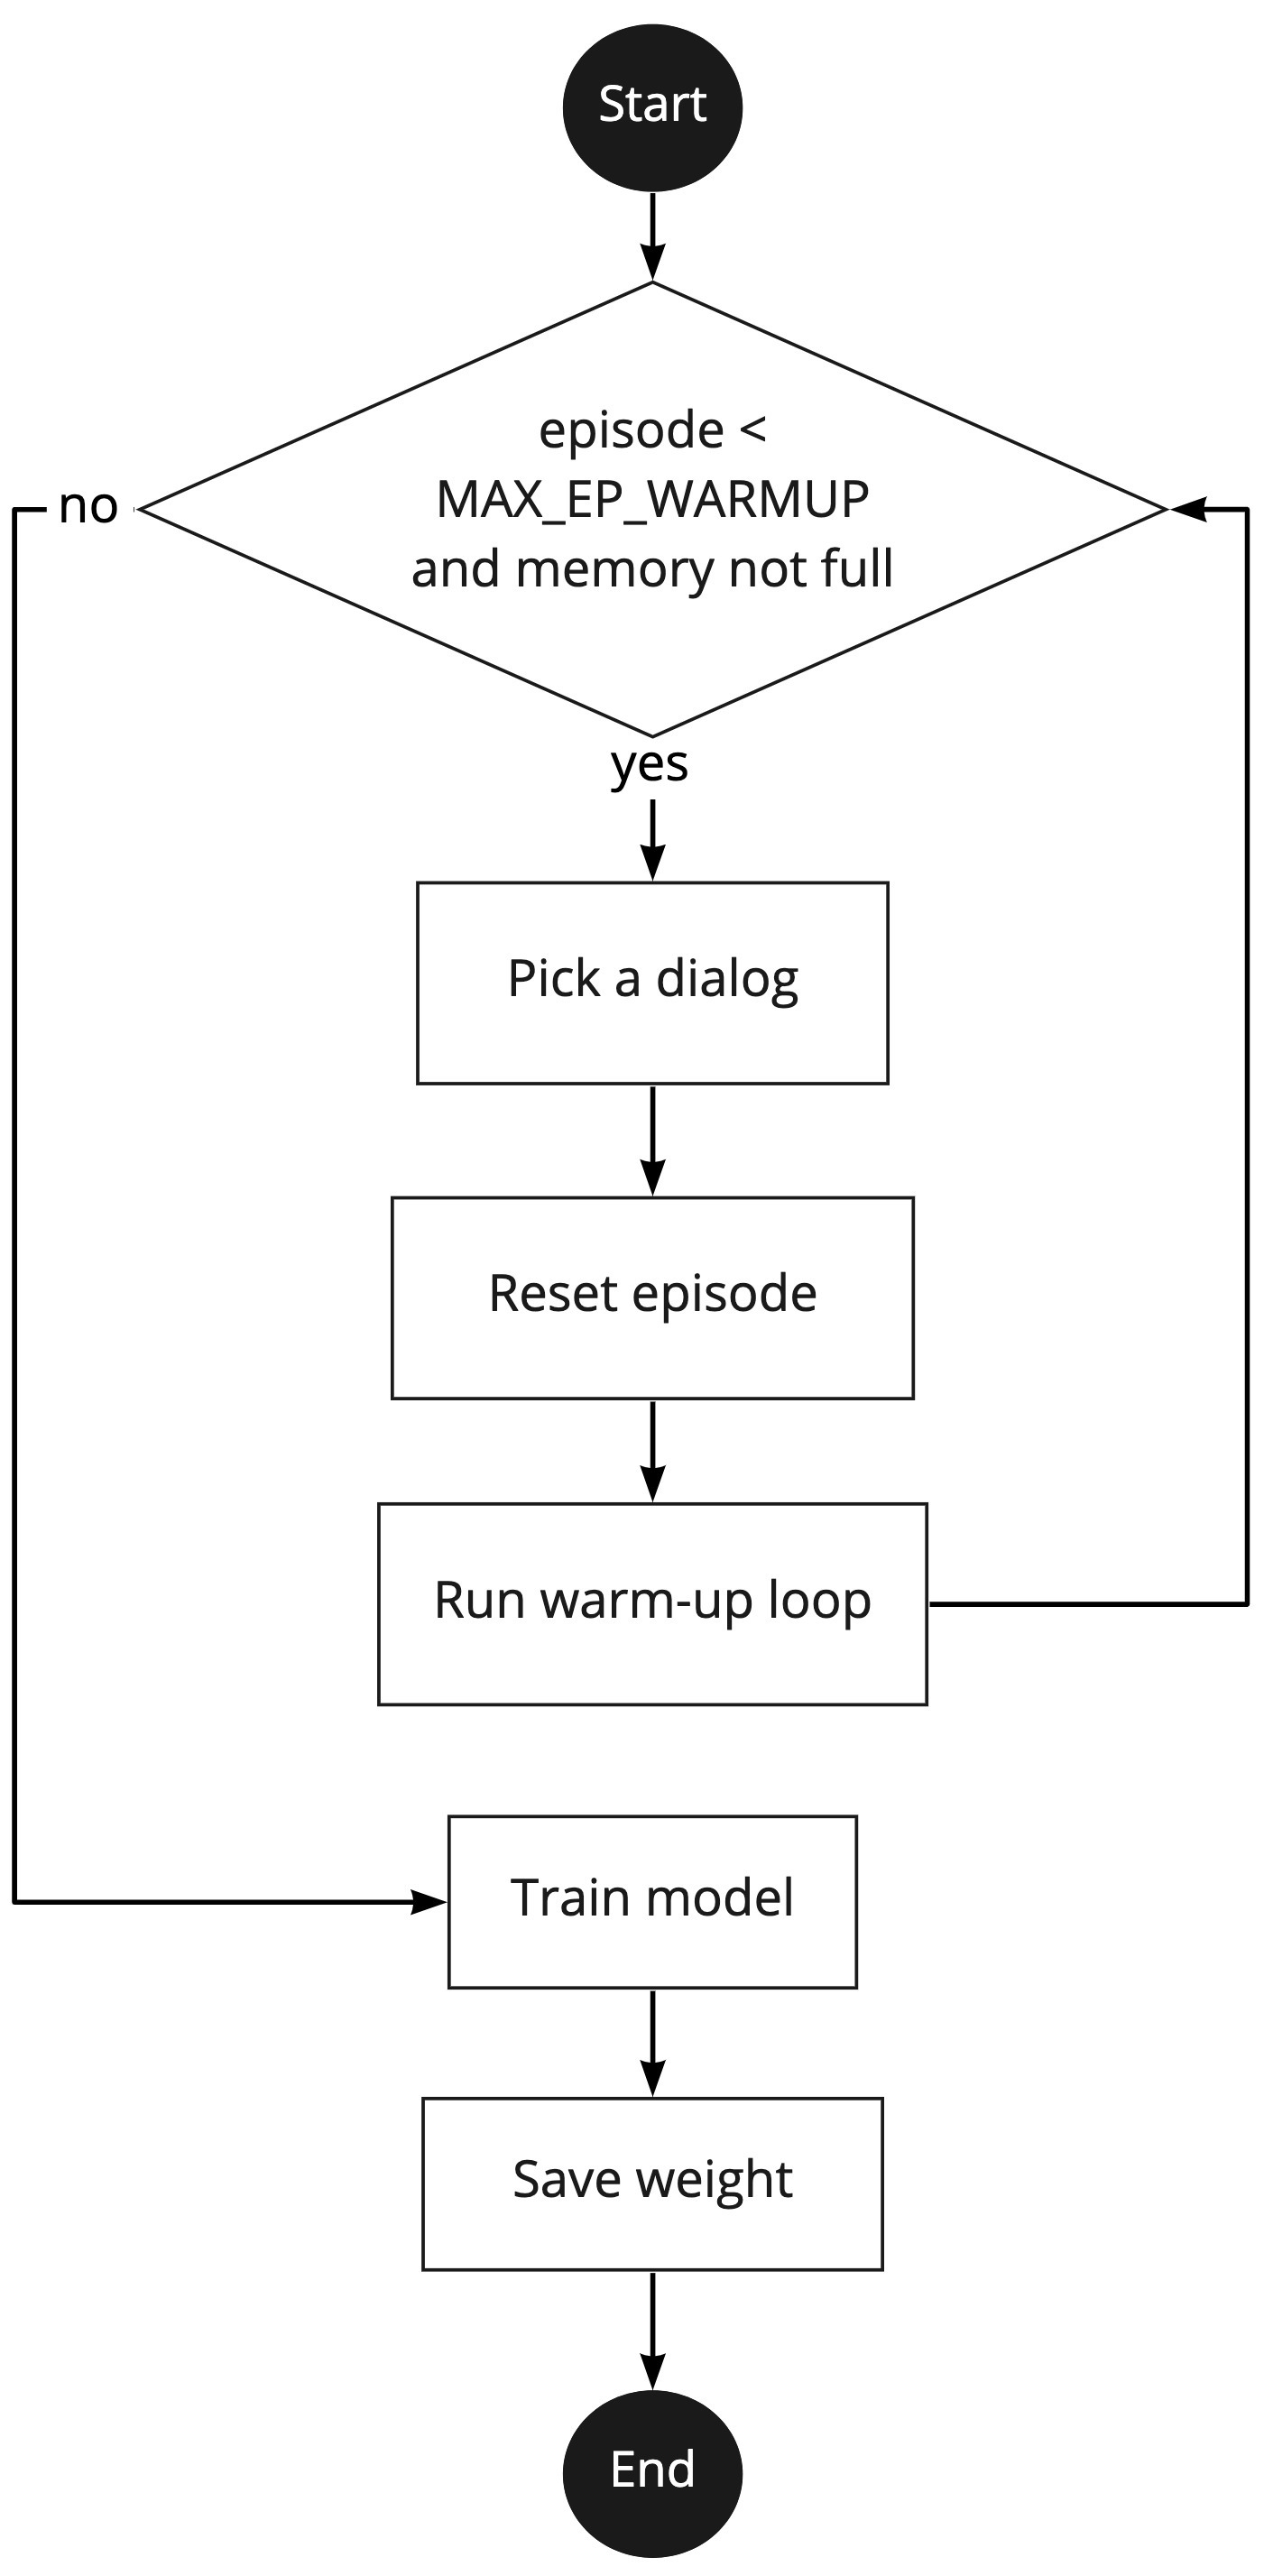 Start
episode <
MAX_EP_WARMUP
and memory not full
no
yes
Pick a dialog
Reset episode
Run warm-up loop
Train model
Save weight
End